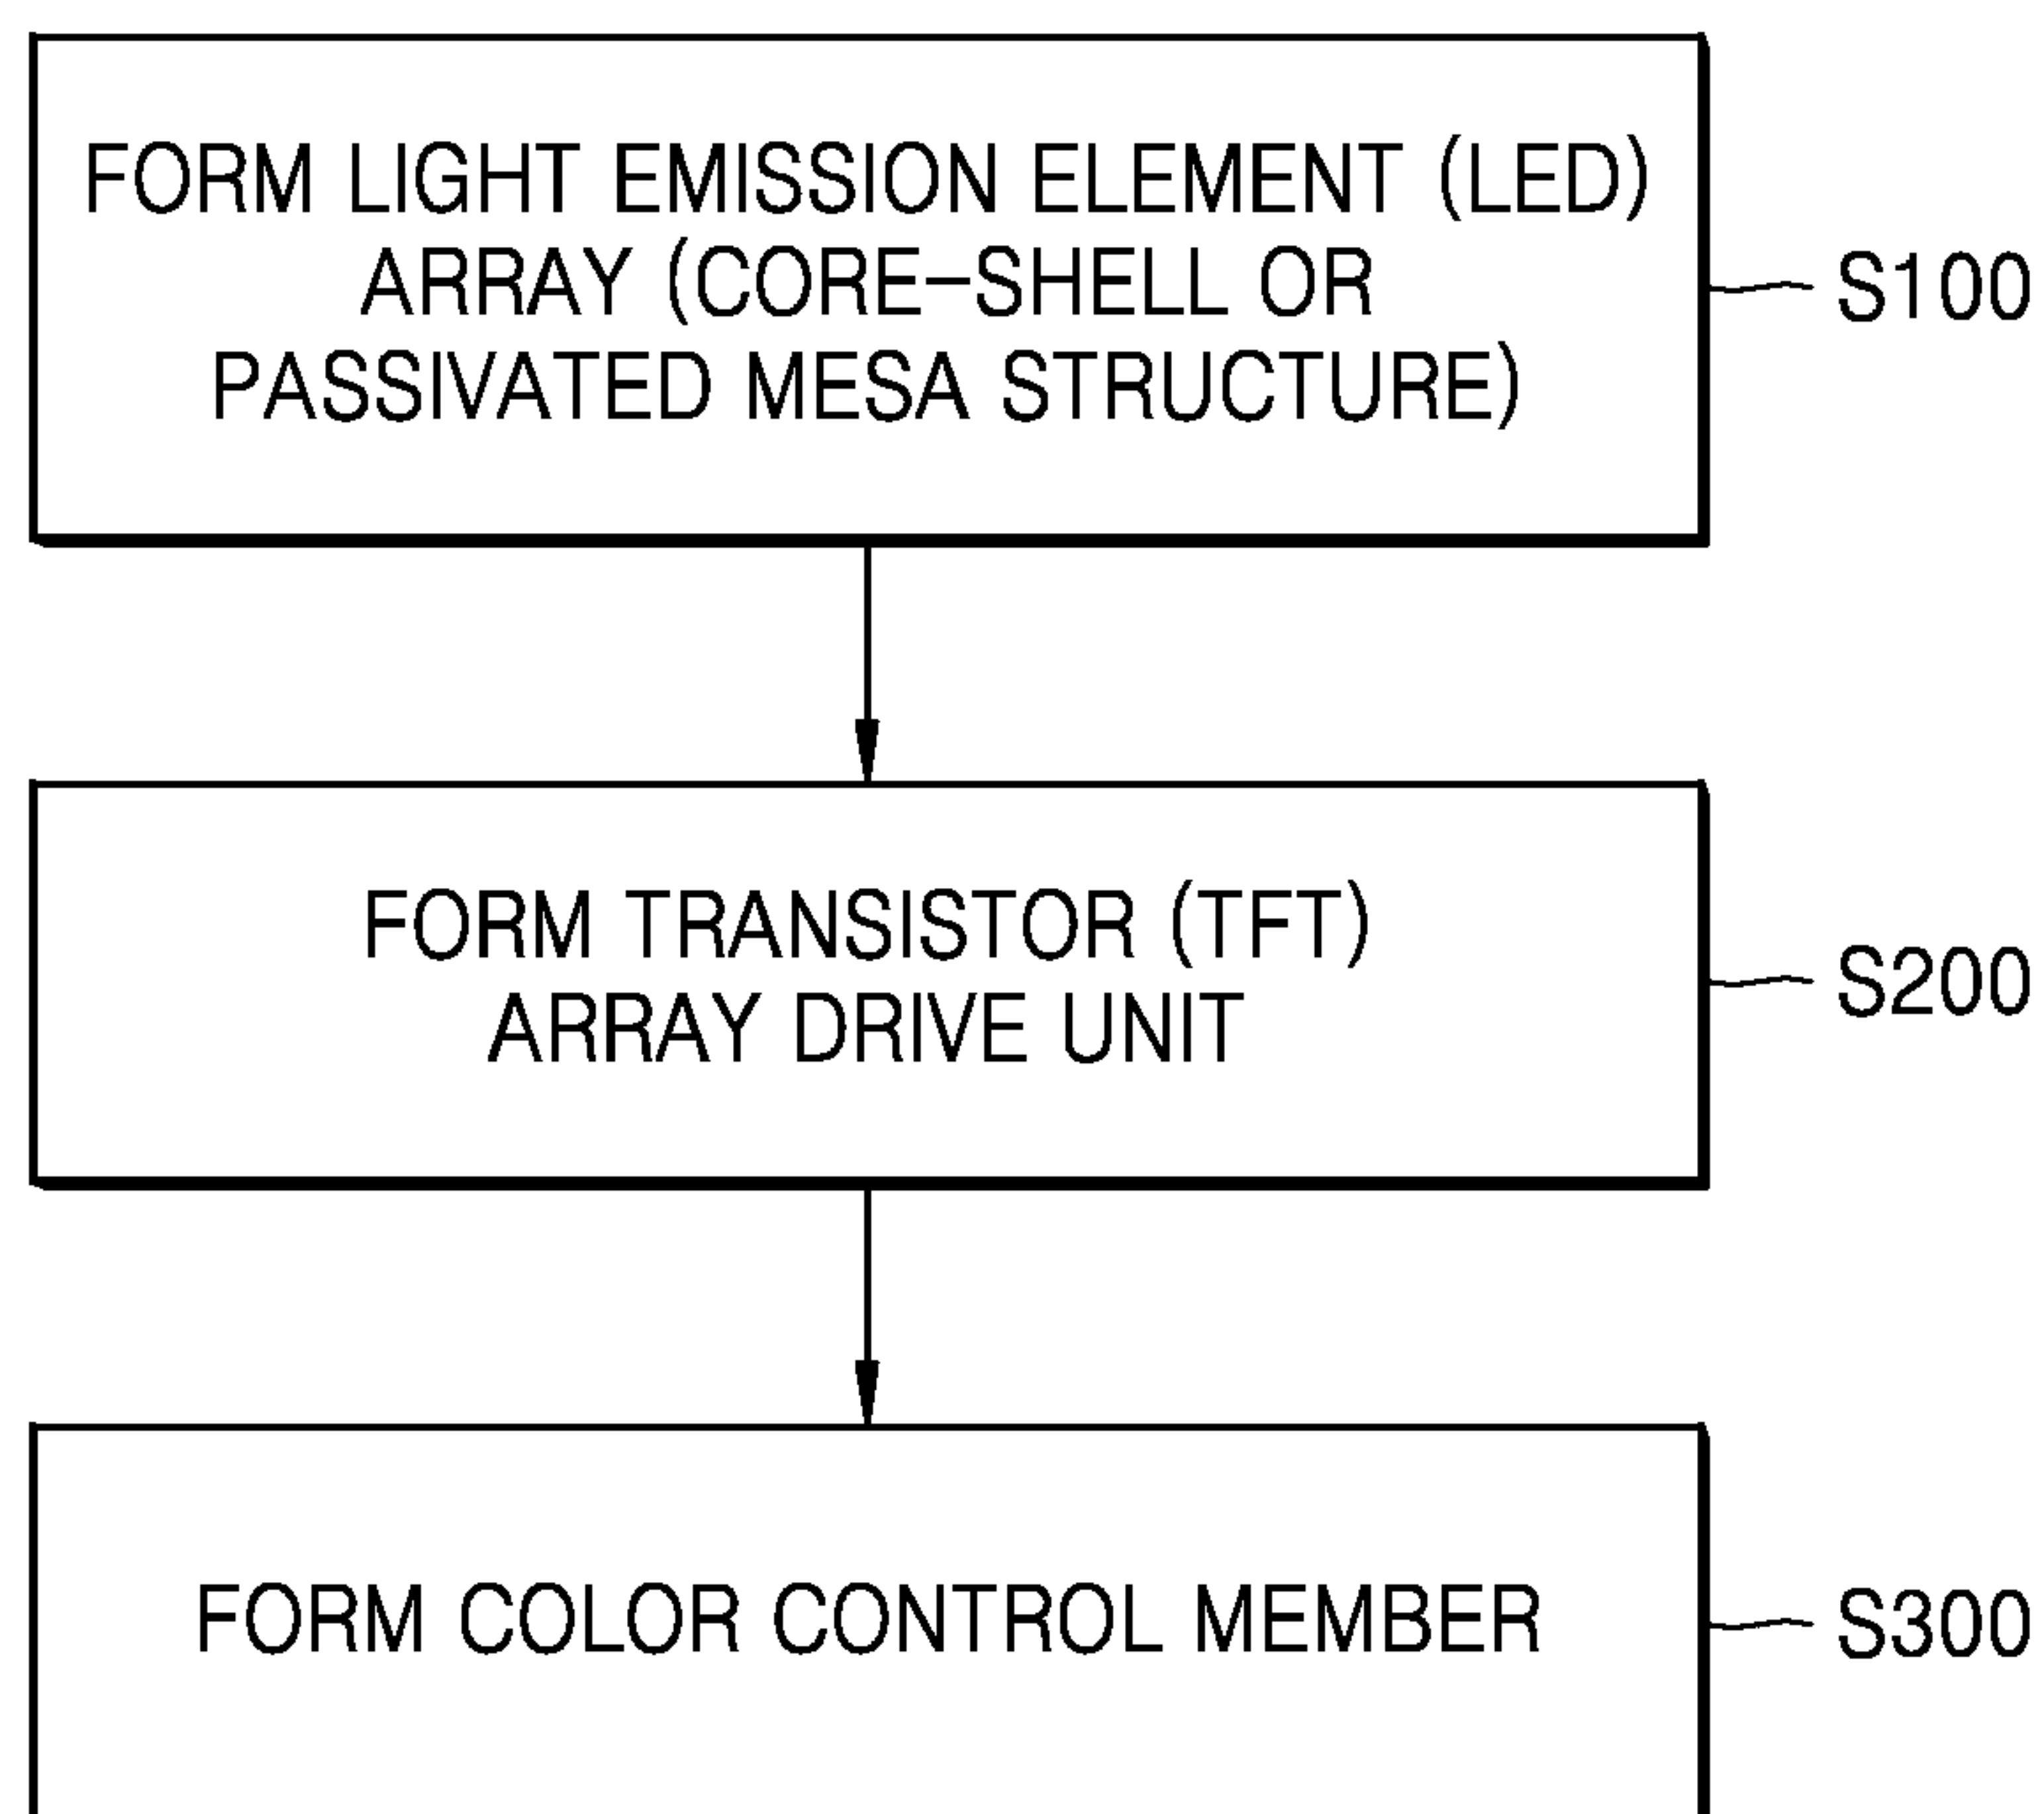 FORM LIGHT EMISSION ELEMENT (LED)
ARRAY (CORE-SHELL OR
PASSIVATED MESA STRUCTURE)
S100
FORM TRANSISTOR (TFT)
ARRAY DRIVE UNIT
S200
FORM COLOR CONTROL MEMBER
S300